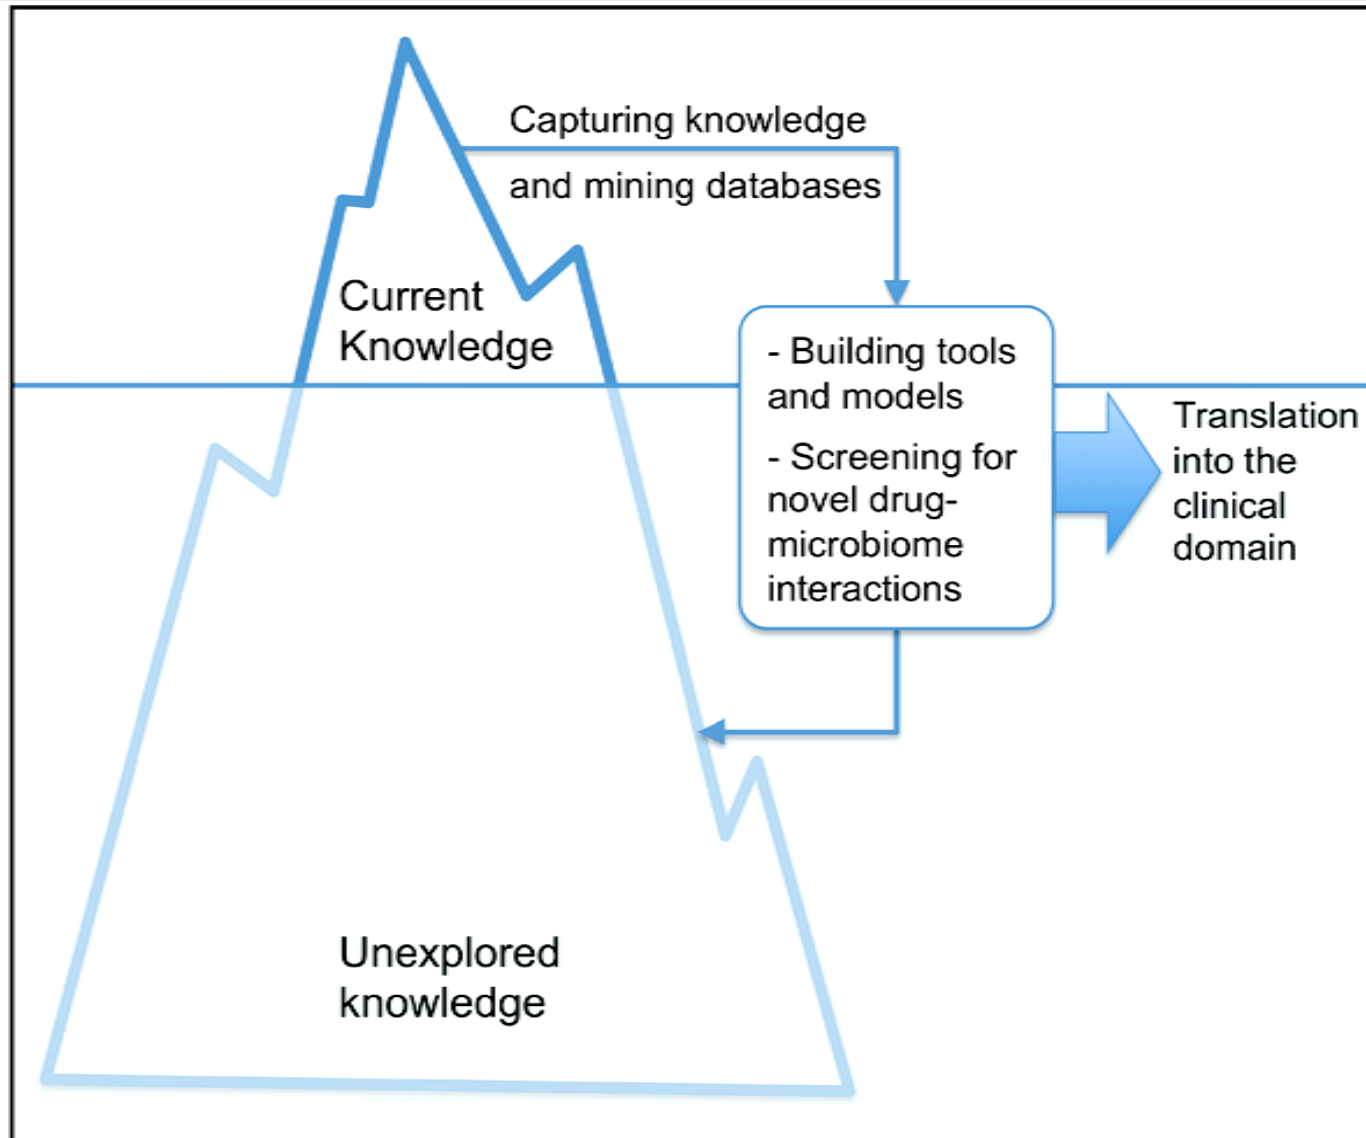 Capturing knowledge
and mining databases
Current
Knowledge
- Building tools
and models
- Screening for
novel drug-
microbiome
interactions
Translation
into the
clinical
domain
Unexplored
knowledge